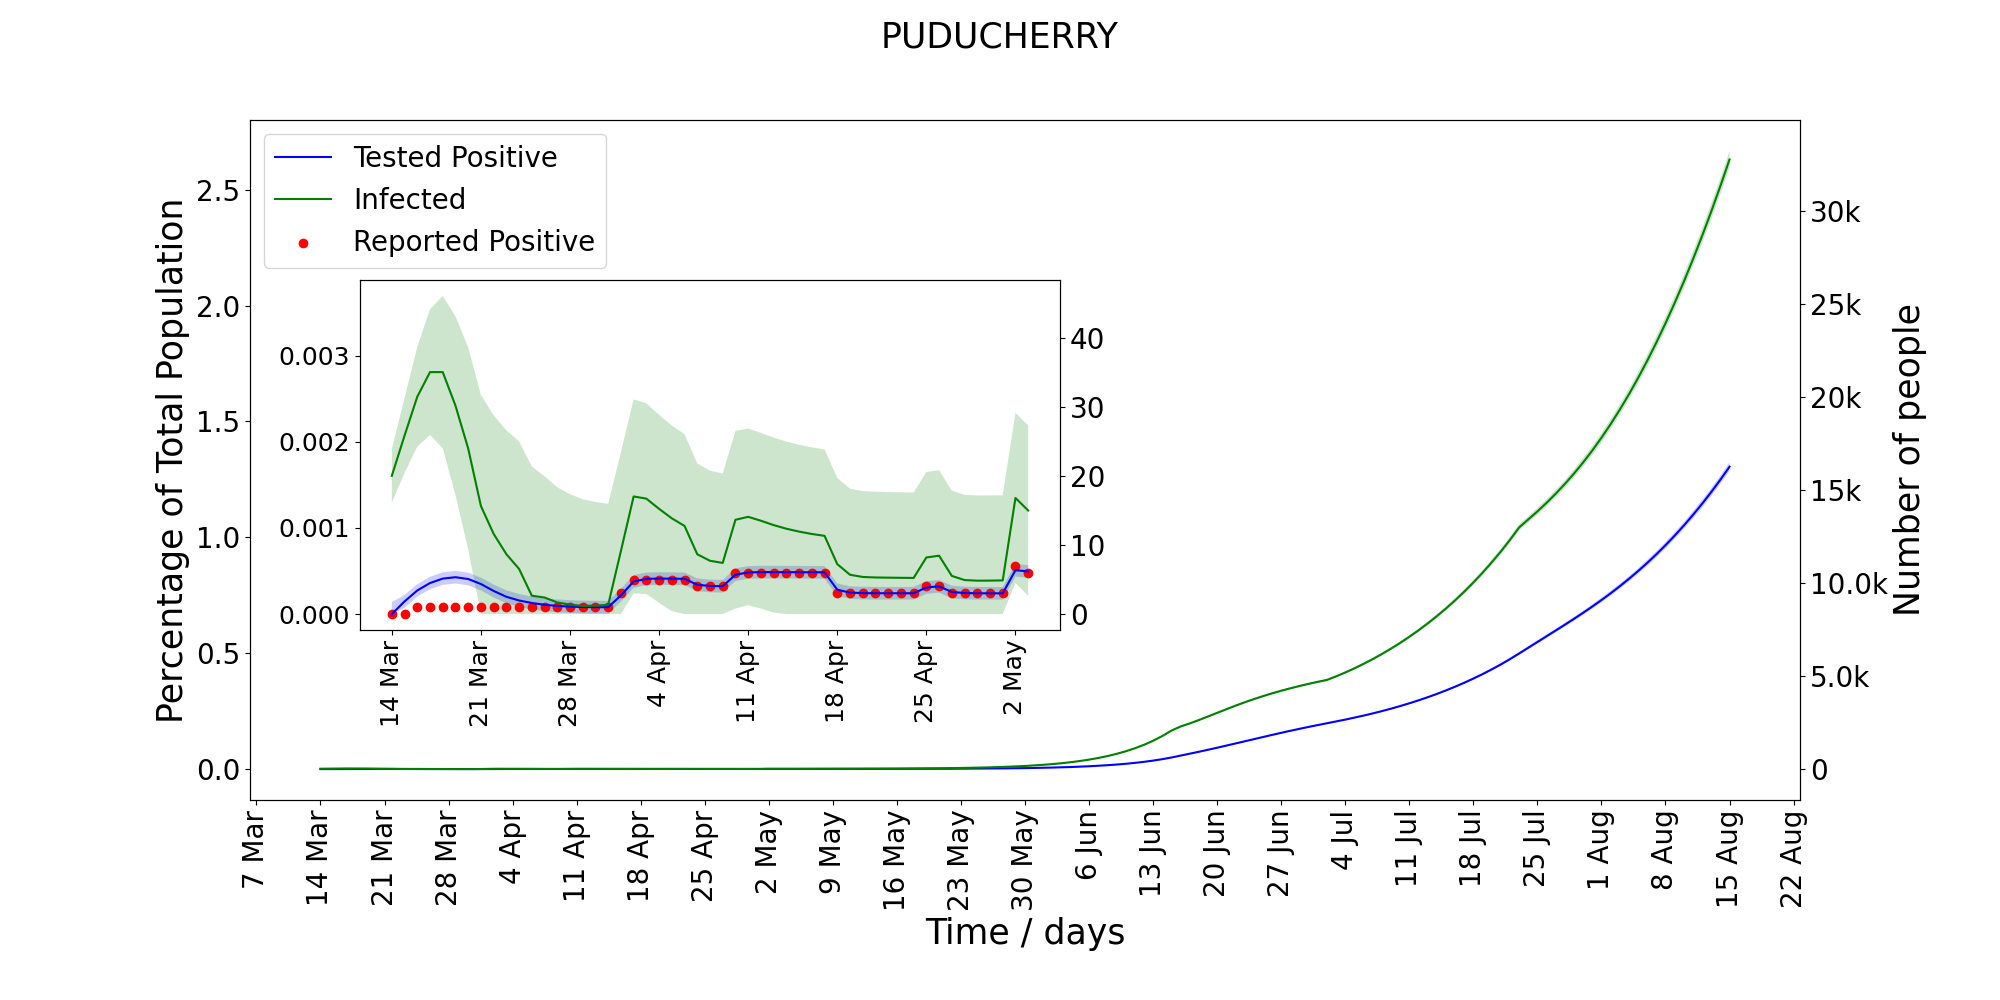 PUDUCHERRY
Tested Positive
Infected
Reported Positive
Percentage of Total Population
2.5
2.0
1.5
1.0
0.5
0.0
0.003
0.002
0.001
0.000
40
30
20
10
0
14 Mar
21 Mar
28 Mar
4 Apr
11 Apr
18 Apr
25 Apr
2 May
30k
25k
20k
15k
10.0k
5.0k
0
Number of people
7 Mar
14 Mar
21 Mar
28 Mar
4 Apr
11 Apr
18 Apr
25 Apr
2 May
9 May
16 May
23 May
30 May
6 Jun
13 Jun
20 Jun
27 Jun
4 Jul
11 Jul
18 Jul
25 Jul
1 Aug
8 Aug
15 Aug
22 Aug
Time / days